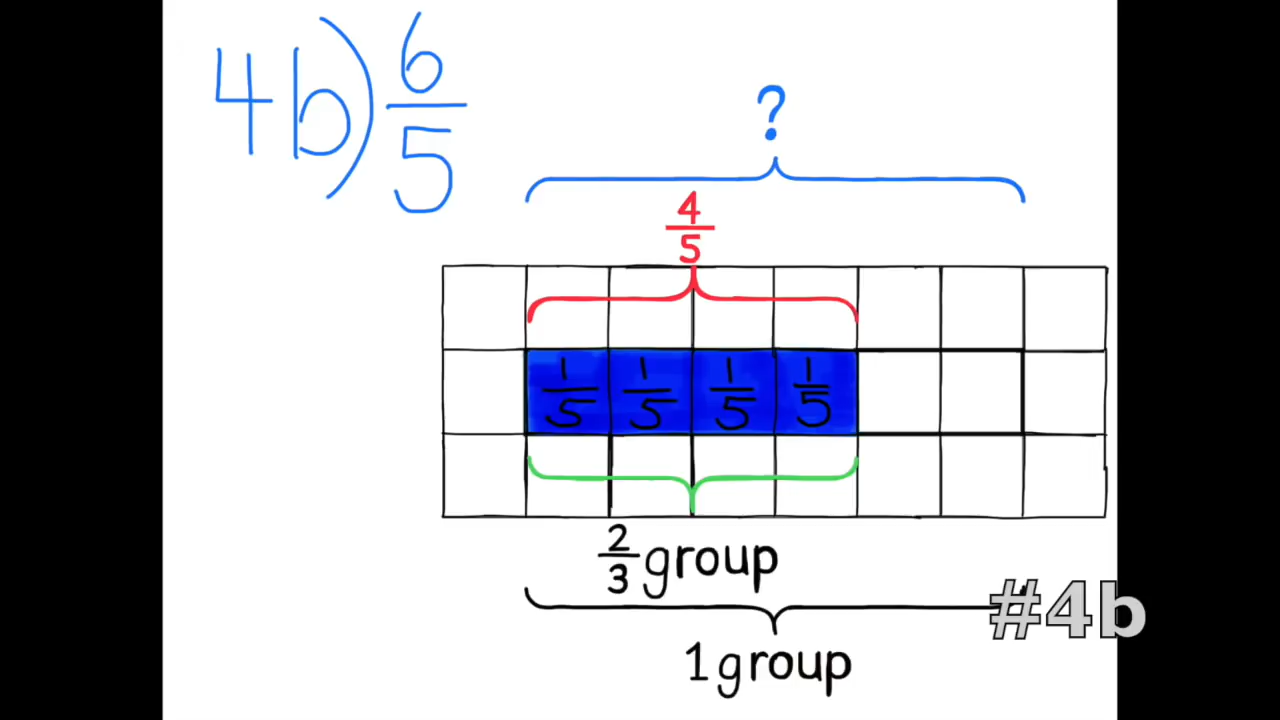 4b) 6/5
?
4/5
1/5 1/5 1/5 1/5
2/3 group
#4b
1 group